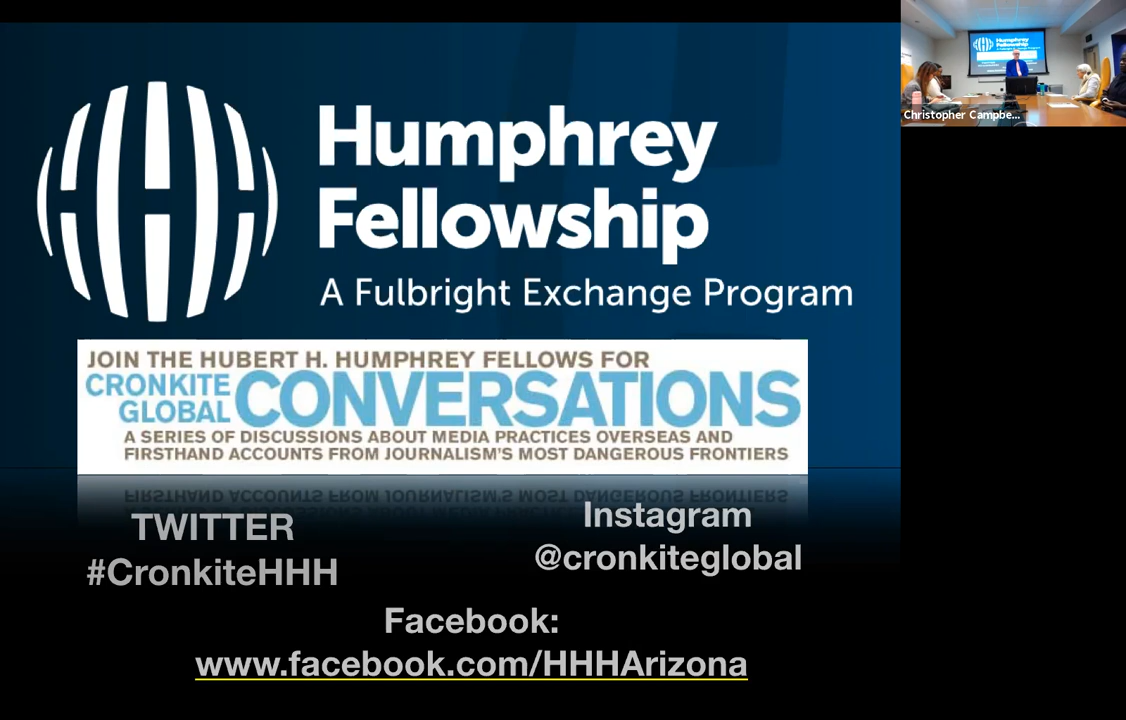 Humphrey
Fellowship
A Fulbright Exchange Program
JOIN THE HUBERT H. HUMPHREY FELLOWS FOR
CRONKITE
GLOBAL CONVERSATIONS
A SERIES OF DISCUSSIONS ABOUT MEDIA PRACTICES OVERSEAS AND
FIRSTHAND ACCOUNTS FROM JOURNALISM'S MOST DANGEROUS FRONTIERS
TWITTER
#CronkiteHHH
Instagram
@cronkiteglobal
Facebook:
www.facebook.com/HHHArizona
Humphrey
Fellowship
Christopher Campbe...